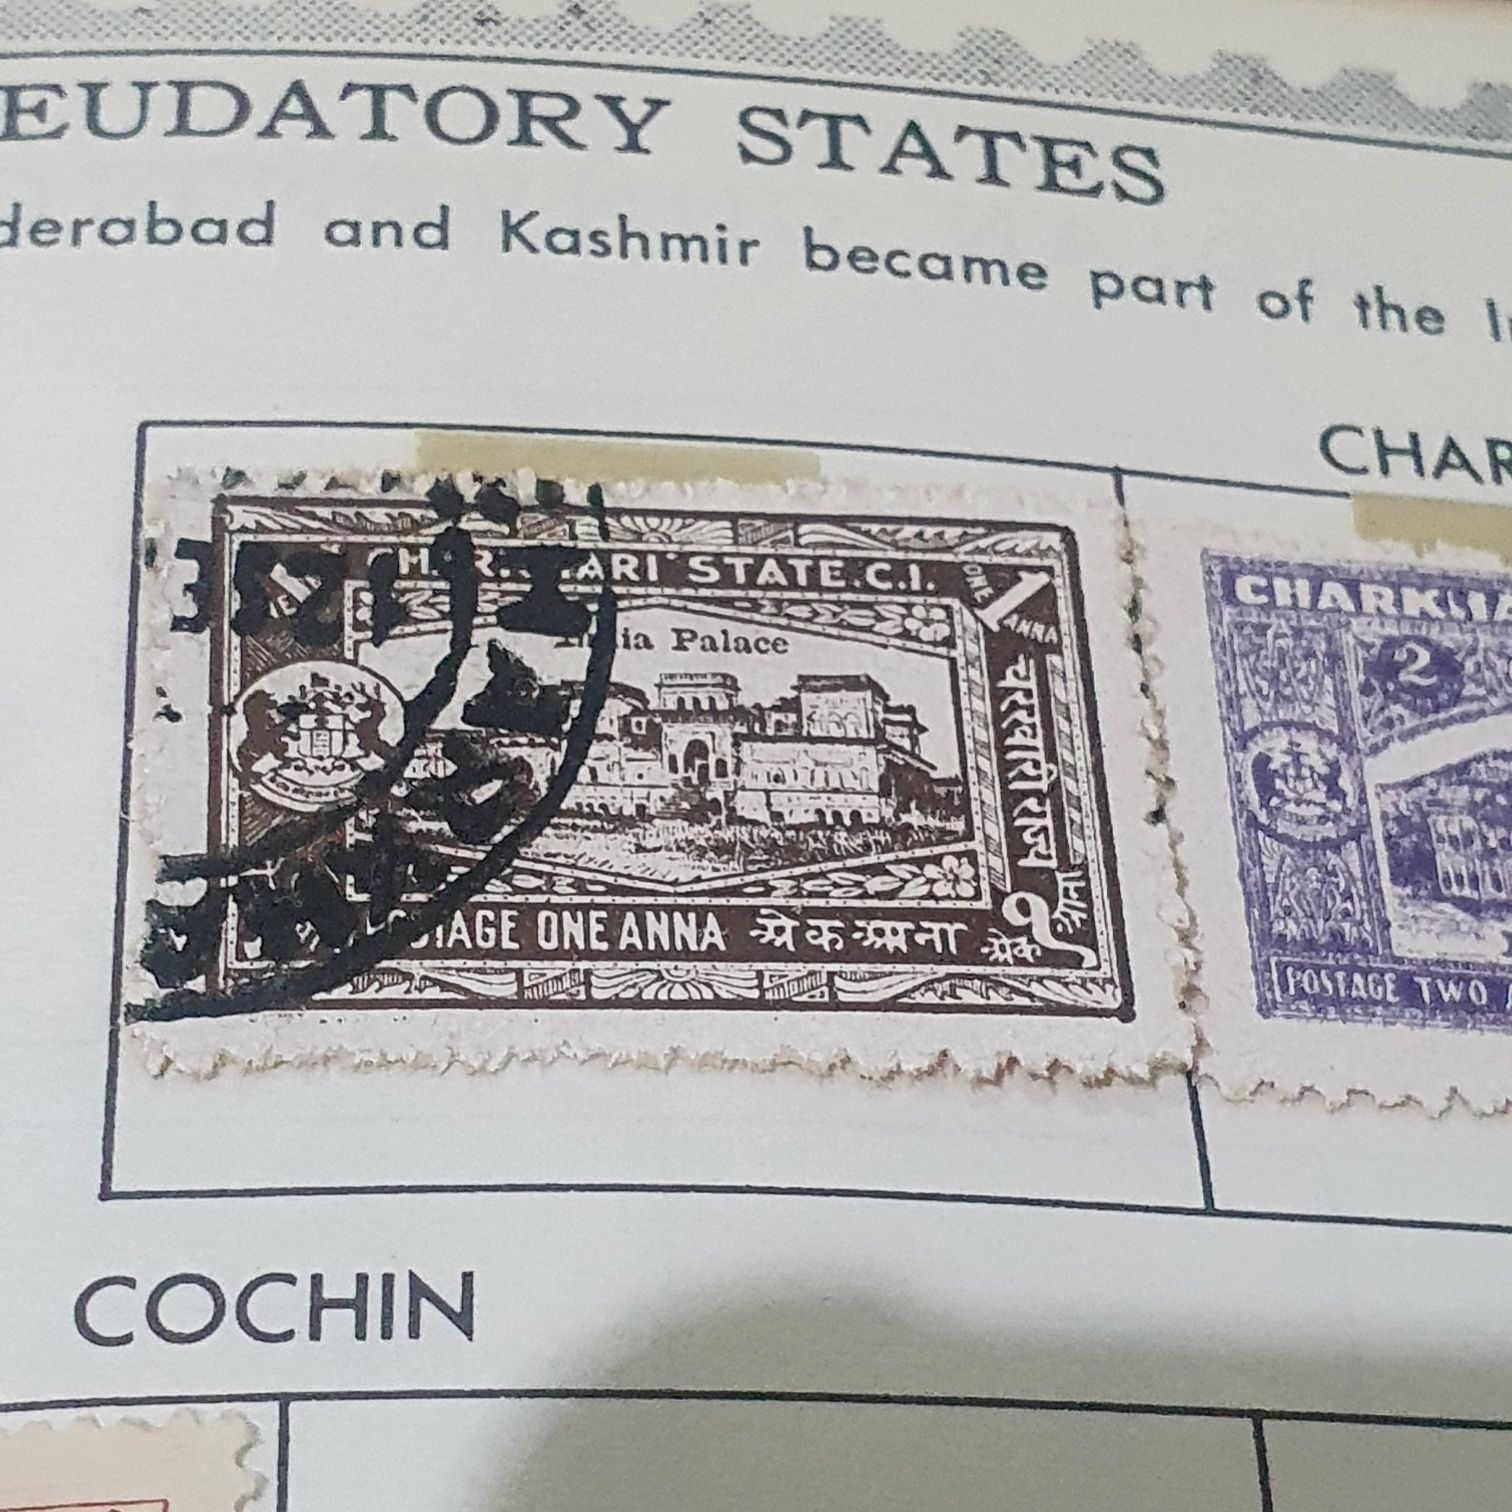 EUDATORY STATES
derabad and Kashmir became part of the I
CHAR
STATE.C.I.
ONE 1 ANNA
Palace
चरखारी राज
POSTAGE ONE ANNA
एक आना
१
CHARK
2
POSTAGE TWO
COCHIN